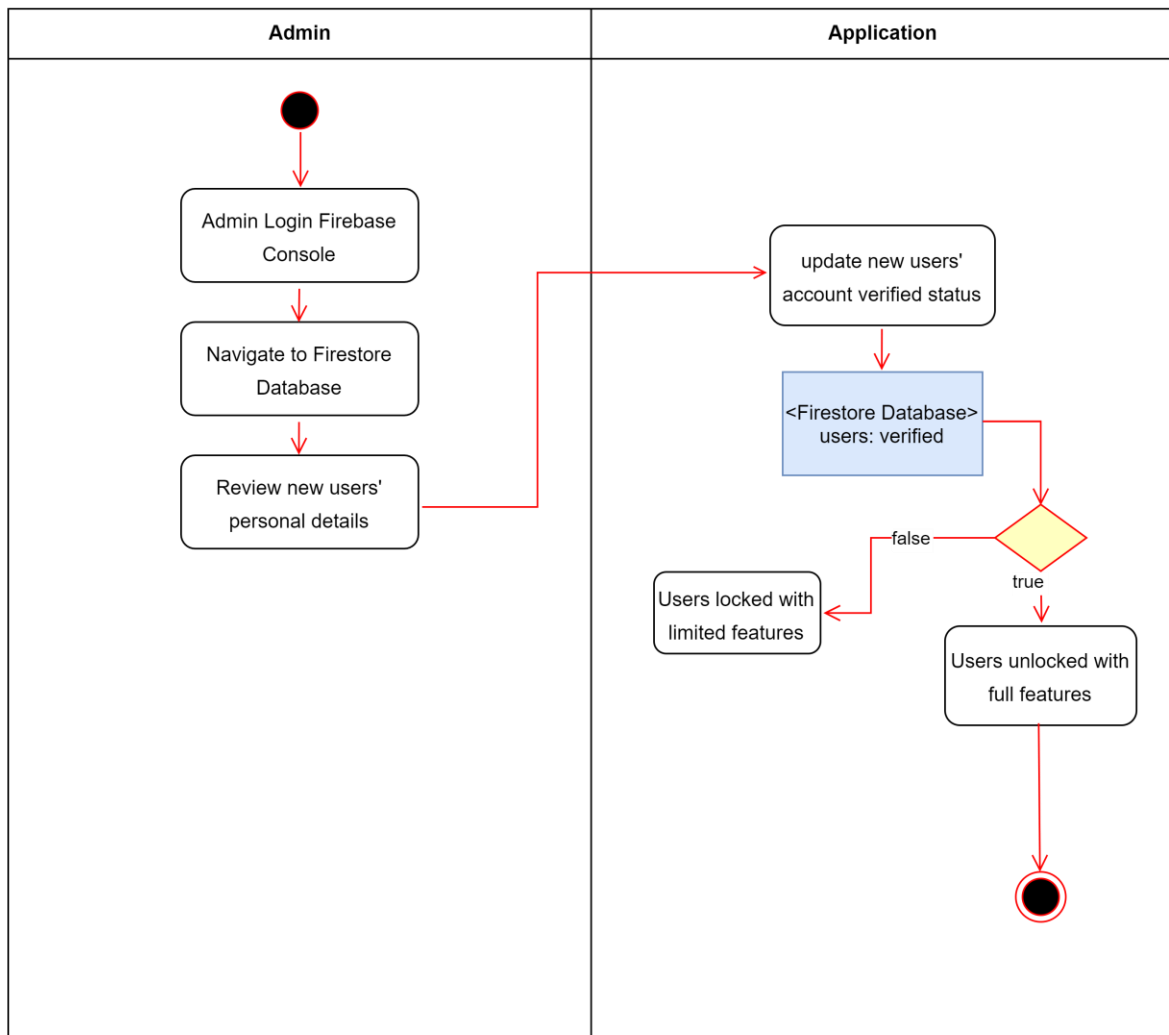 Admin
Application
Admin Login Firebase
Console
Navigate to Firestore
Database
Review new users'
personal details
update new users'
account verified status
<Firestore Database>
users: verified
false
true
Users locked with
limited features
Users unlocked with
full features